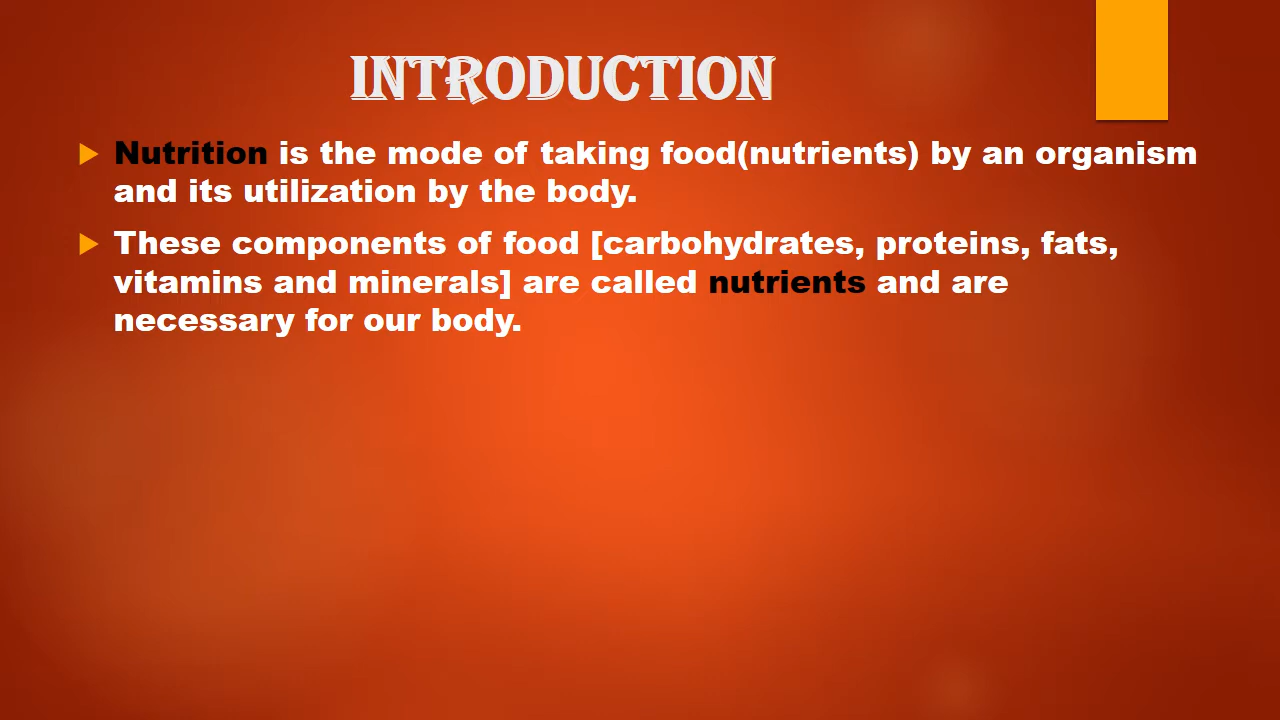 INTRODUCTION
Nutrition is the mode of taking food(nutrients) by an organism
and its utilization by the body.
These components of food [carbohydrates, proteins, fats,
vitamins and minerals] are called nutrients and are
necessary for our body.